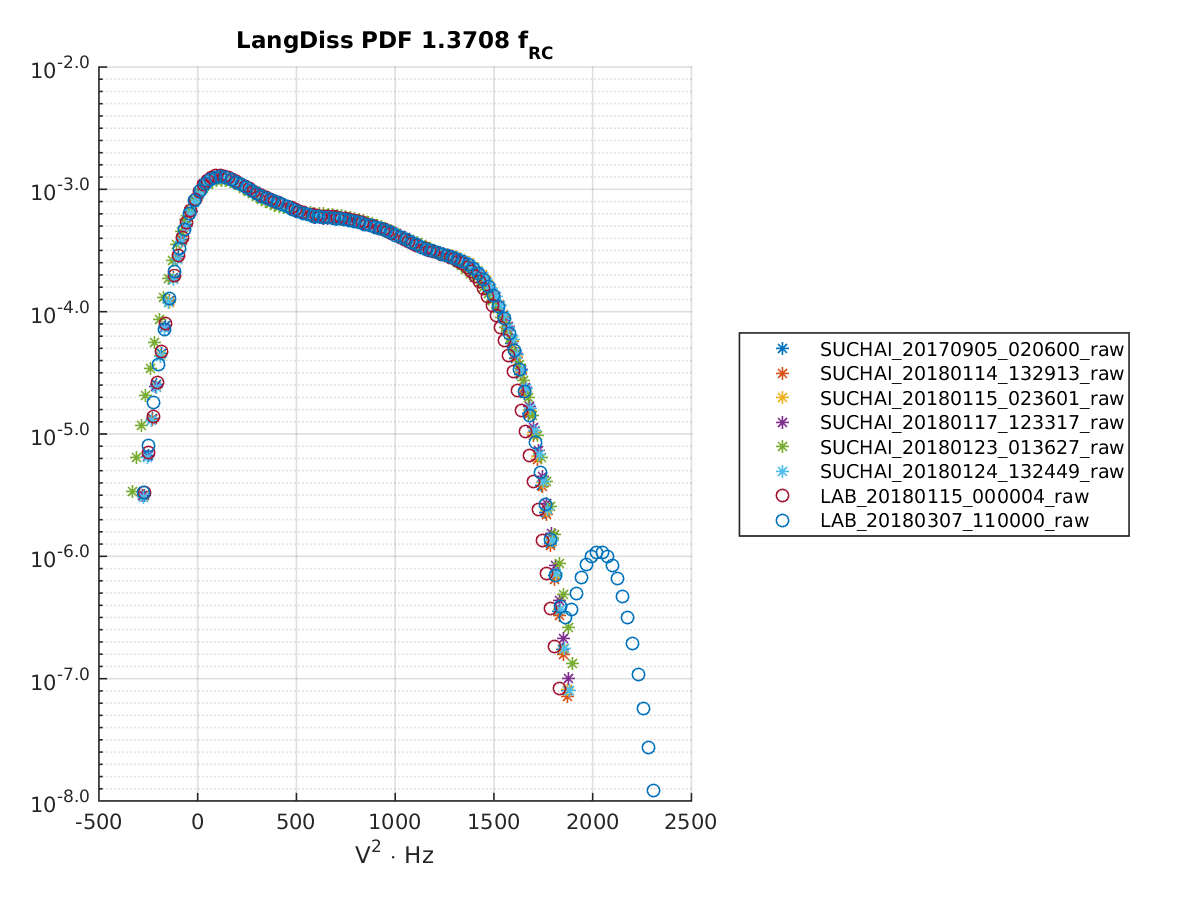 LangDiss PDF 1.3708 f_RC
10^-2.0
10^-3.0
10^-4.0
10^-5.0
10^-6.0
10^-7.0
10^-8.0
-500 0 500 1000 1500 2000 2500
V^2 · Hz
SUCHAI_20170905_020600_raw
SUCHAI_20180114_132913_raw
SUCHAI_20180115_023601_raw
SUCHAI_20180117_123317_raw
SUCHAI_20180123_013627_raw
SUCHAI_20180124_132449_raw
LAB_20180115_000004_raw
LAB_20180307_110000_raw